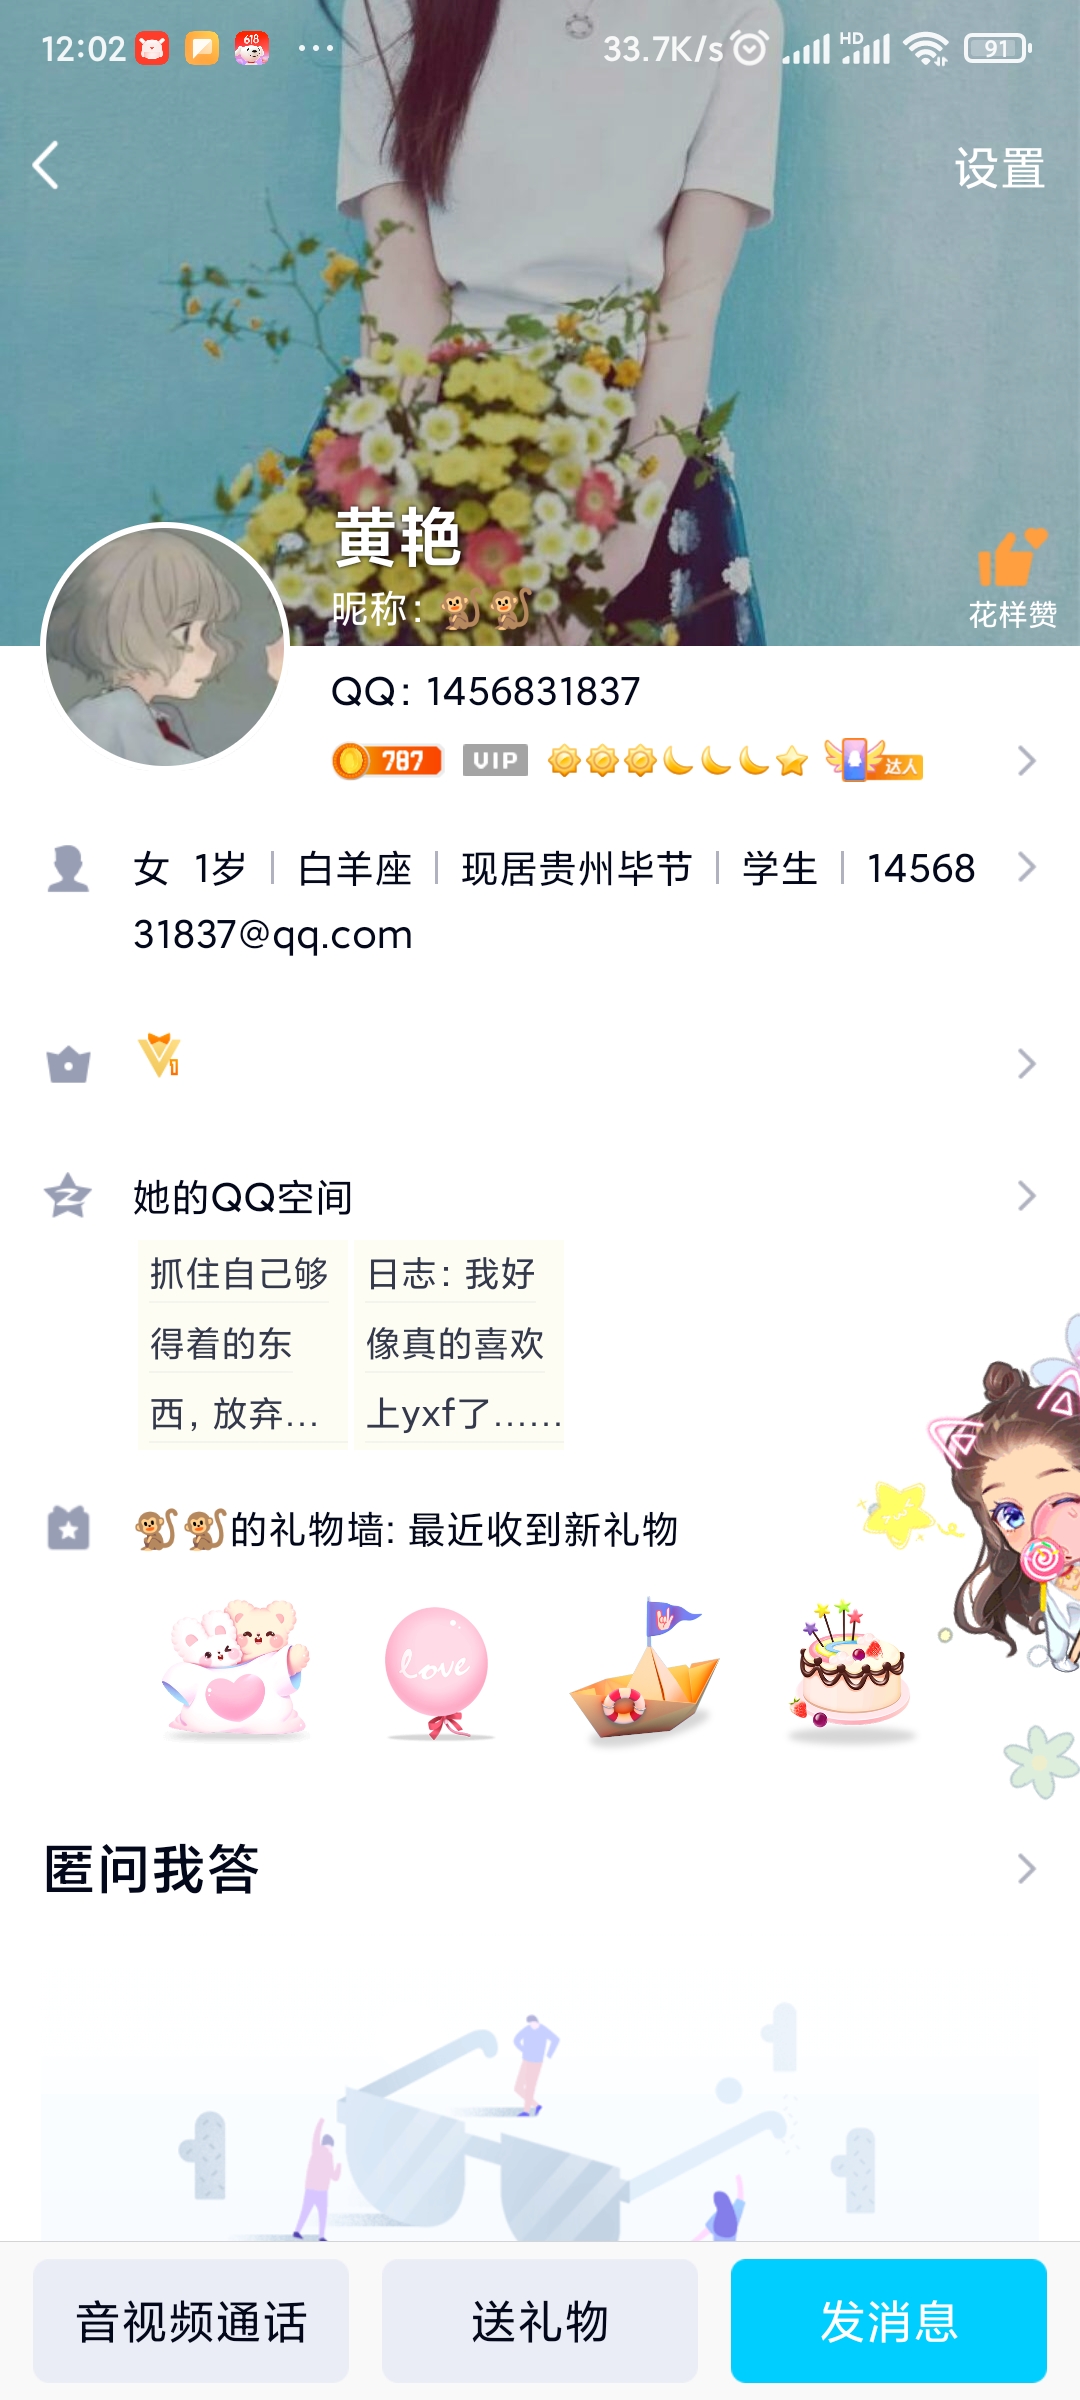 12:02 618 ... 33.7K/s HD 91
设置
黄艳
昵称：🐒🐒
花样赞
QQ：1456831837
787 VIP 达人
女 1岁 | 白羊座 | 现居贵州毕节 | 学生 | 14568
31837@qq.com
1
她的QQ空间
抓住自己够
得着的东
西，放弃...
日志：我好
像真的喜欢
上yxf了......
🐒🐒的礼物墙：最近收到新礼物
love
匿问我答
音视频通话 送礼物 发消息